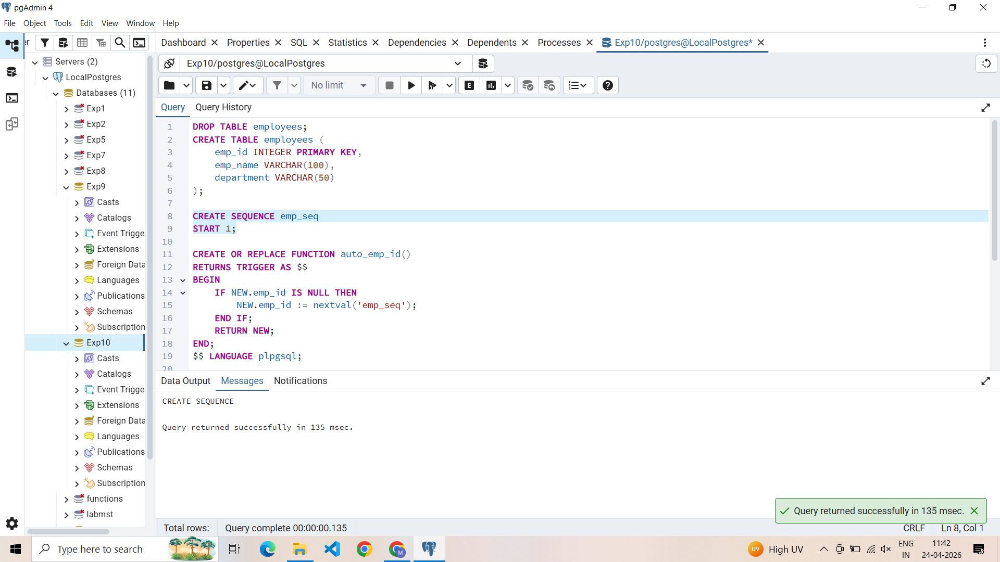 pgAdmin 4
File Object Tools Edit View Window Help
er
Dashboard Properties SQL Statistics Dependencies Dependents Processes Exp10/postgres@LocalPostgres*
Servers (2)
LocalPostgres
Databases (11)
Exp1
Exp2
Exp5
Exp7
Exp8
Exp9
Casts
Catalogs
Event Trigge
Extensions
Foreign Data
Languages
Publications
Schemas
Subscription
Exp10
Casts
Catalogs
Event Trigge
Extensions
Foreign Data
Languages
Publications
Schemas
Subscription
functions
labmst
Exp10/postgres@LocalPostgres
No limit
E
Query Query History
1 DROP TABLE employees;
2 CREATE TABLE employees (
3 emp_id INTEGER PRIMARY KEY,
4 emp_name VARCHAR(100),
5 department VARCHAR(50)
6 );
7
8 CREATE SEQUENCE emp_seq
9 START 1;
10
11 CREATE OR REPLACE FUNCTION auto_emp_id()
12 RETURNS TRIGGER AS $$
13 BEGIN
14 IF NEW.emp_id IS NULL THEN
15 NEW.emp_id := nextval('emp_seq');
16 END IF;
17 RETURN NEW;
18 END;
19 $$ LANGUAGE plpgsql;
20
Data Output Messages Notifications
CREATE SEQUENCE
Query returned successfully in 135 msec.
Query returned successfully in 135 msec.
Total rows: Query complete 00:00:00.135 CRLF Ln 8, Col 1
Type here to search
M
UV High UV
ENG
IN
11:42
24-04-2026